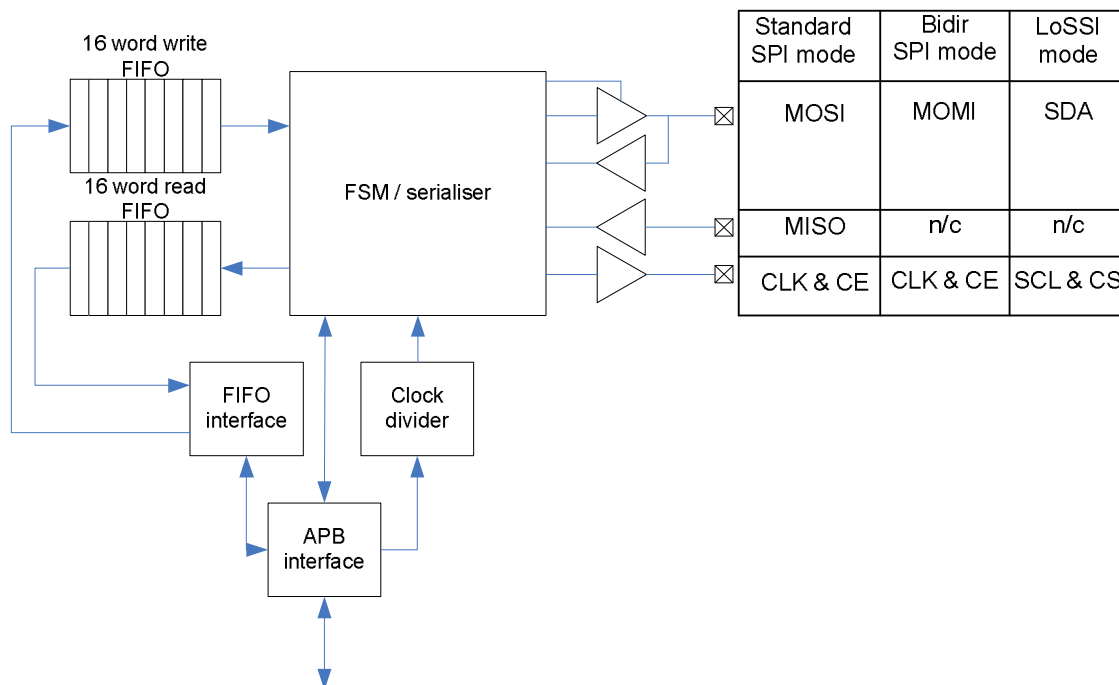 16 word write
FIFO
16 word read
FIFO
FSM / serialiser
FIFO
interface
Clock
divider
APB
interface
Standard
SPI mode
Bidir
SPI mode
LoSSI
mode
MOSI
MOMI
SDA
MISO
n/c
n/c
CLK & CE
CLK & CE
SCL & CS